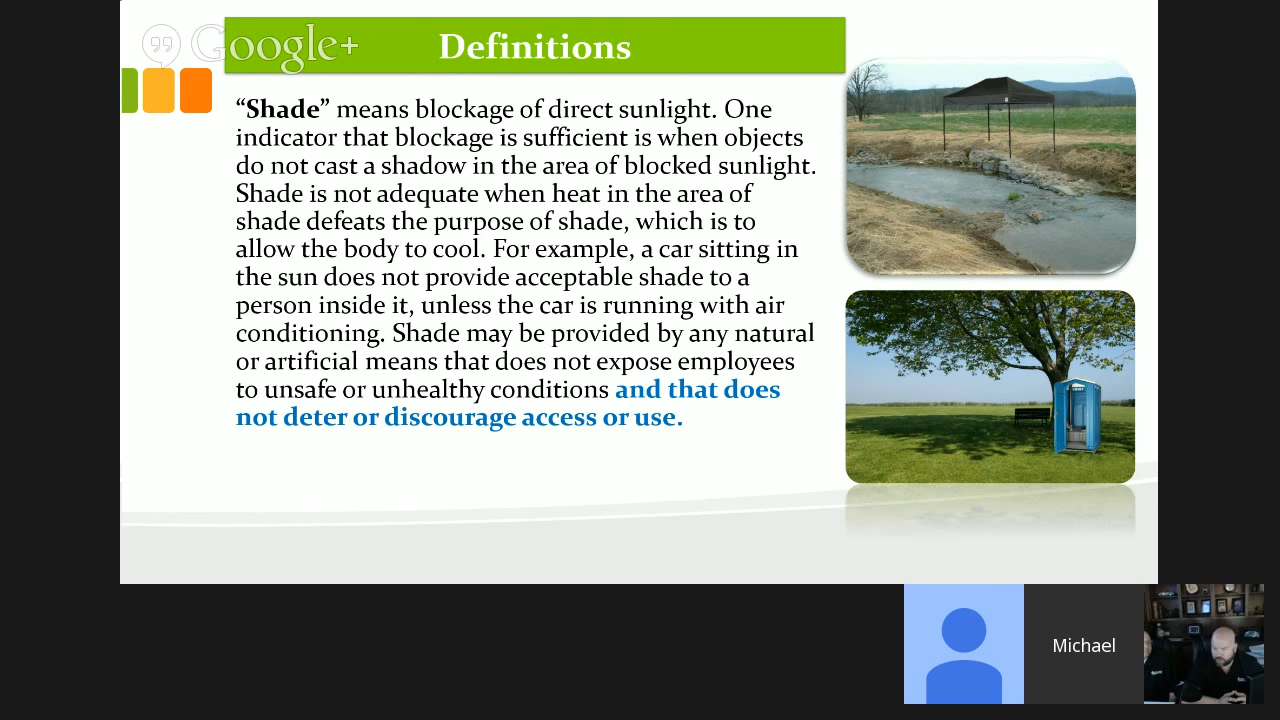 Google+
Definitions
“Shade” means blockage of direct sunlight. One
indicator that blockage is sufficient is when objects
do not cast a shadow in the area of blocked sunlight.
Shade is not adequate when heat in the area of
shade defeats the purpose of shade, which is to
allow the body to cool. For example, a car sitting in
the sun does not provide acceptable shade to a
person inside it, unless the car is running with air
conditioning. Shade may be provided by any natural
or artificial means that does not expose employees
to unsafe or unhealthy conditions and that does
not deter or discourage access or use.
Michael